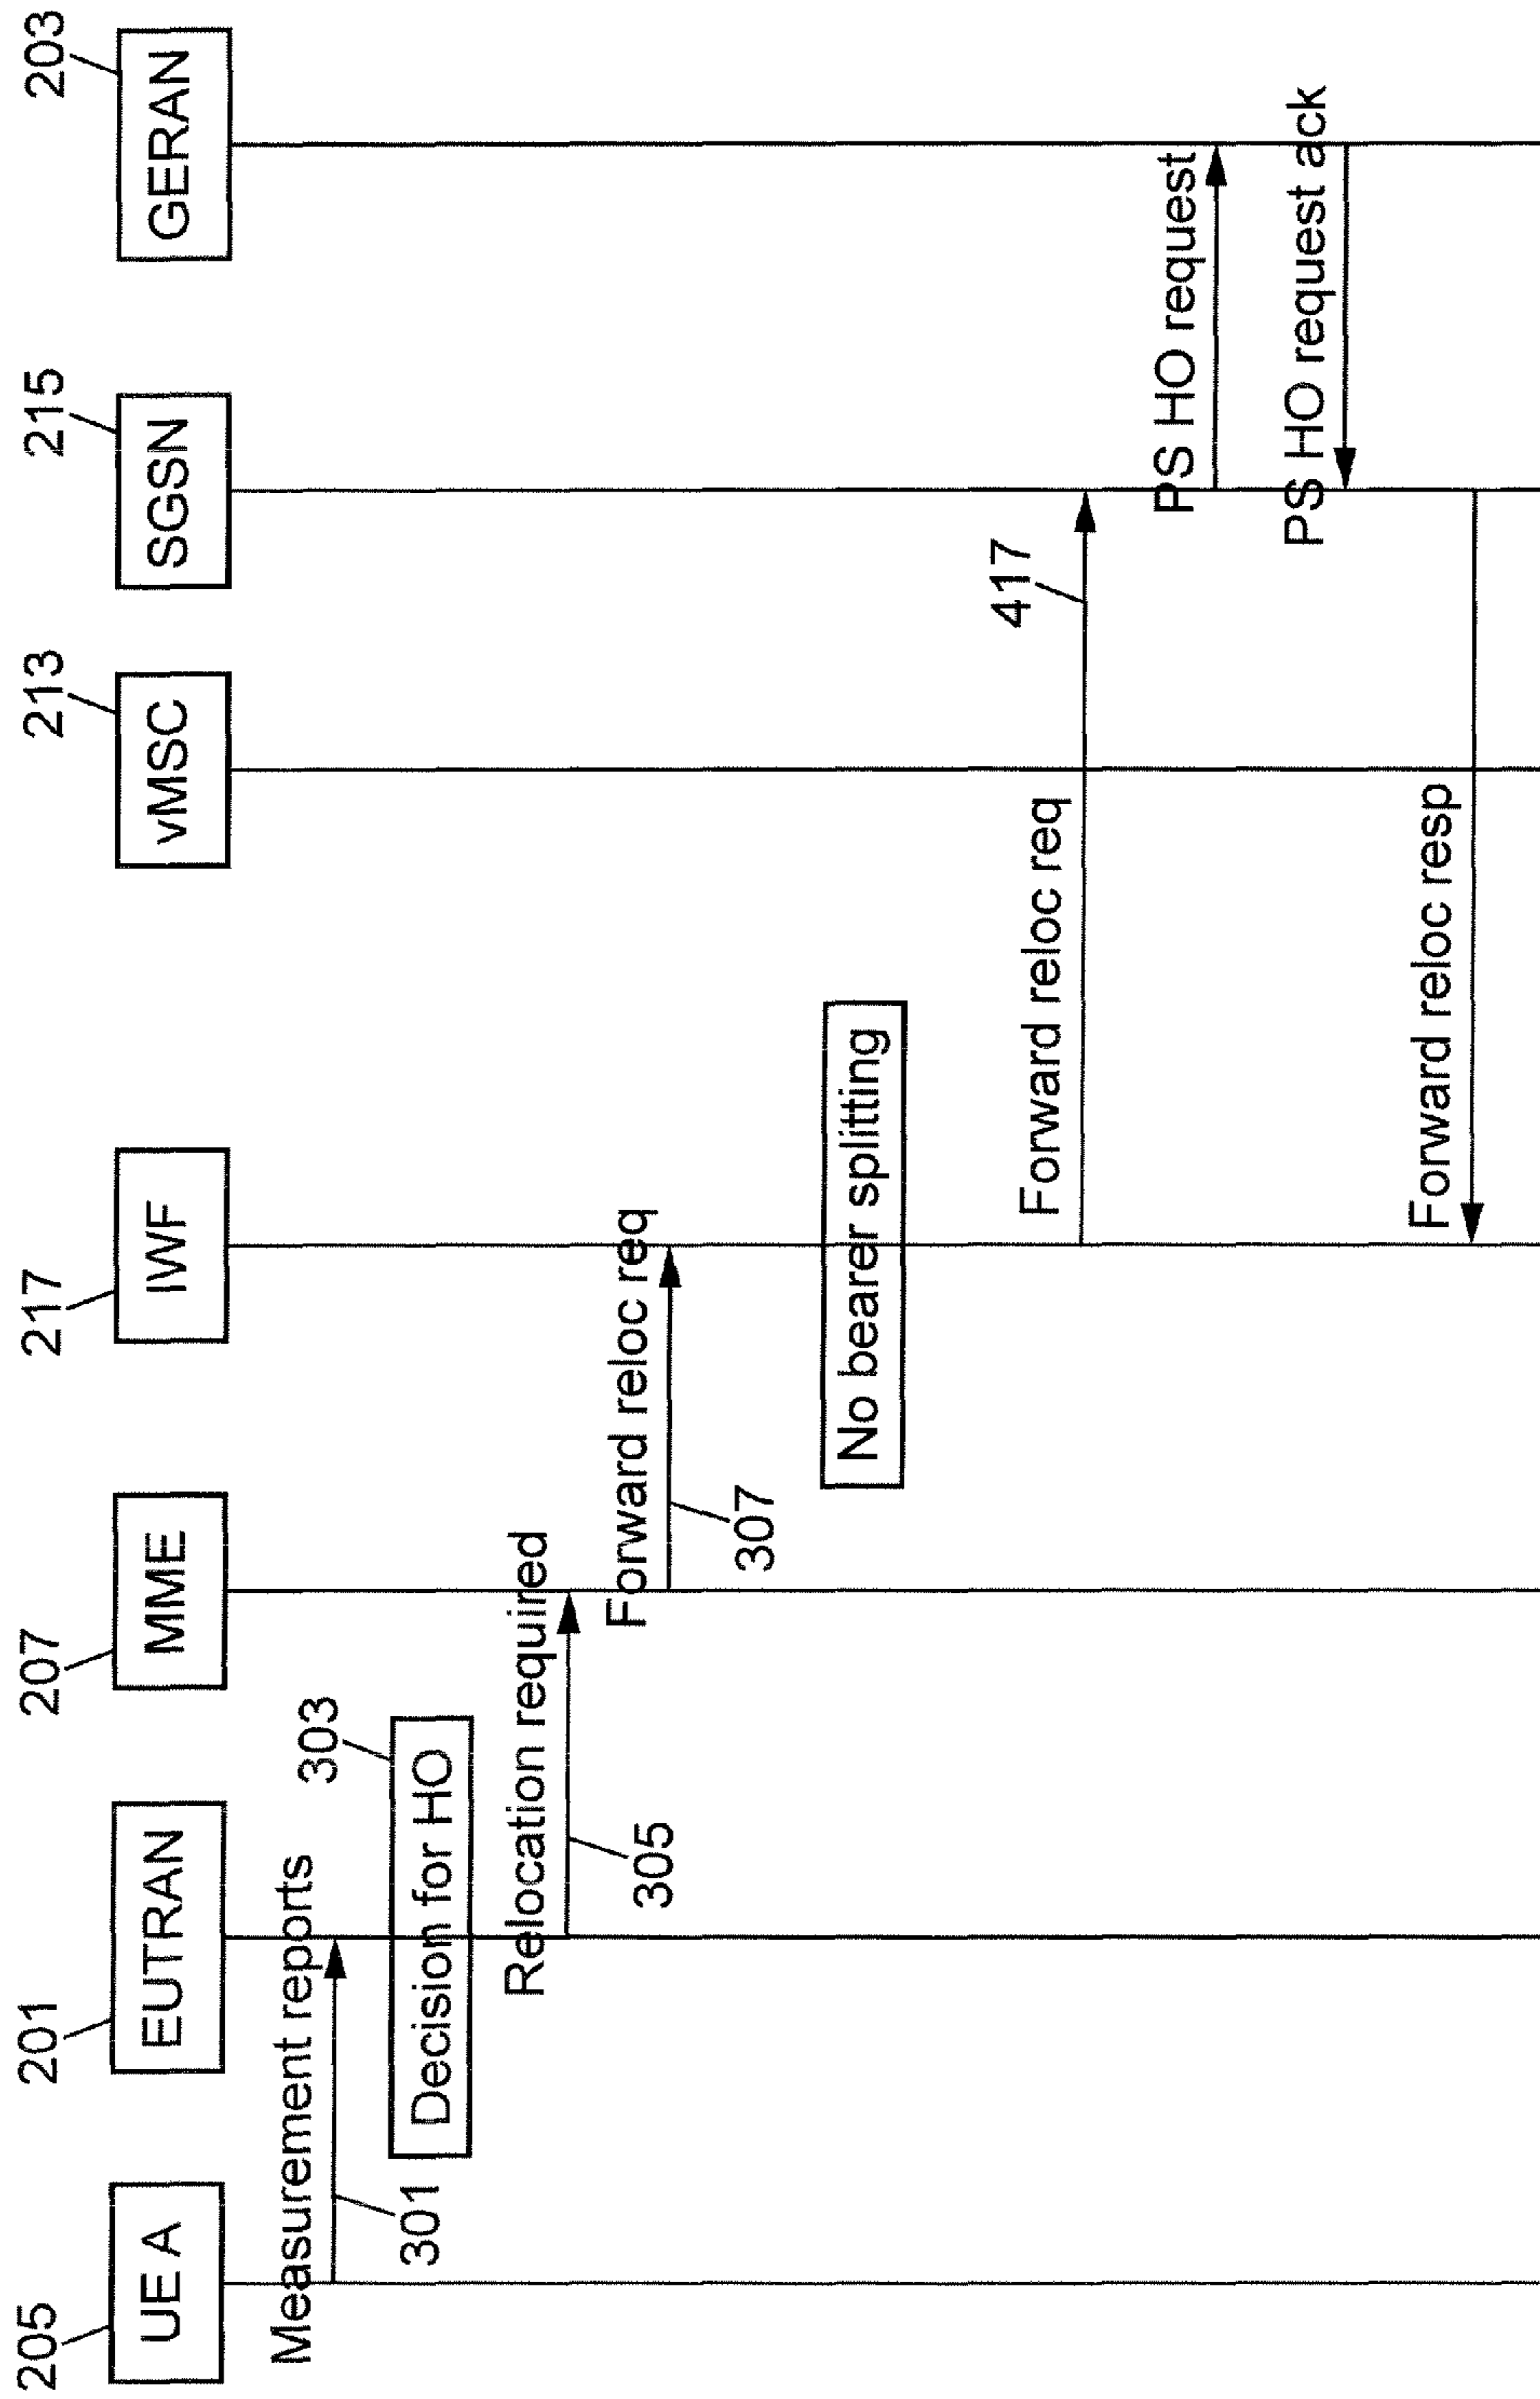 205
201
207
217
213
215
203
UE A
EUTRAN
MME
IWF
vMSC
SGSN
GERAN
Measurement reports
301
303
Decision for HO
Relocation required
305
Forward reloc req
307
No bearer splitting
417
Forward reloc req
PS HO request
PS HO request ack
Forward reloc resp